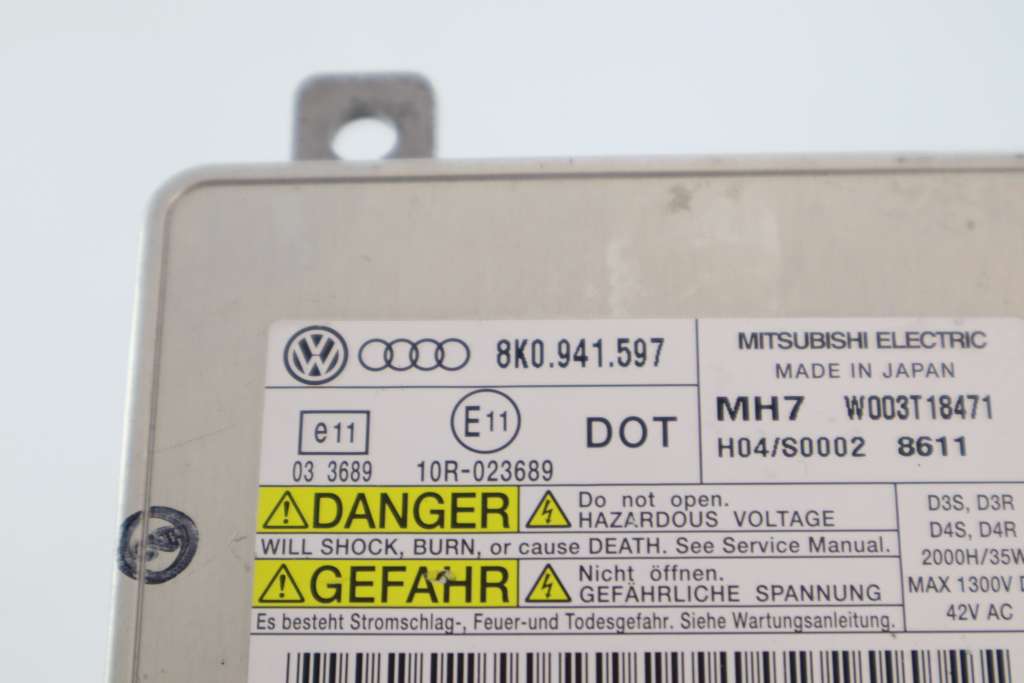 8K0.941.597
MITSUBISHI ELECTRIC
MADE IN JAPAN
MH7 W003T18471
H04/S0002 8611
e11
E11
DOT
03 3689 10R-023689
DANGER
Do not open.
HAZARDOUS VOLTAGE
WILL SHOCK, BURN, or cause DEATH. See Service Manual.
GEFAHR
Nicht öffnen.
GEFÄHRLICHE SPANNUNG
Es besteht Stromschlag-, Feuer-und Todesgefahr. Siehe Wartungsanleitung.
D3S, D3R
D4S, D4R
2000H/35W
MAX 1300V
42V AC